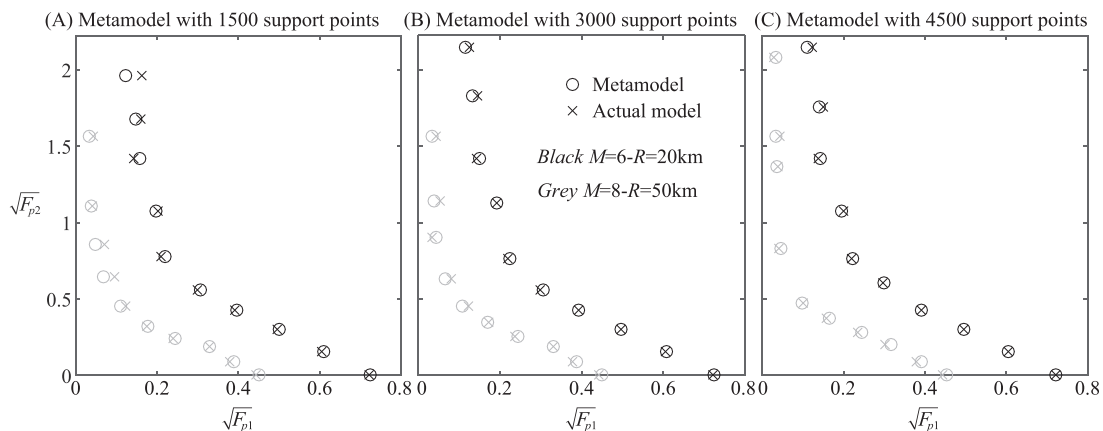 (A) Metamodel with 1500 support points
(B) Metamodel with 3000 support points
(C) Metamodel with 4500 support points
2
1.5
1
0.5
0
√F_p2
0 0.2 0.4 0.6 0.8
√F_p1
Metamodel
Actual model
Black M=6-R=20km
Grey M=8-R=50km
0 0.2 0.4 0.6 0.8
√F_p1
0 0.2 0.4 0.6 0.8
√F_p1